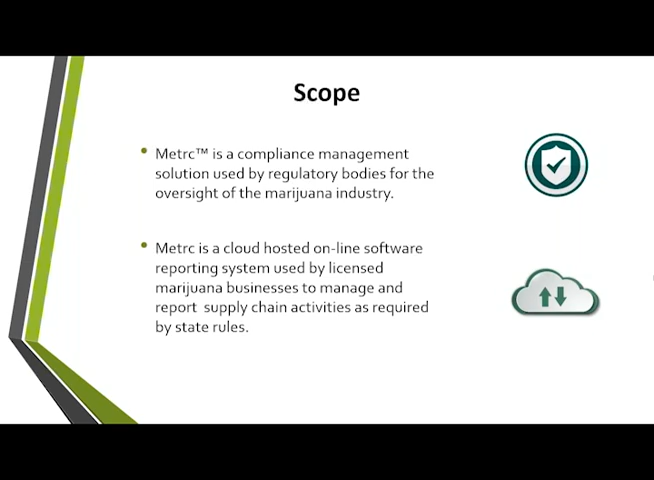 Scope
• Metrc™ is a compliance management
solution used by regulatory bodies for the
oversight of the marijuana industry.
• Metrc is a cloud hosted on-line software
reporting system used by licensed
marijuana businesses to manage and
report supply chain activities as required
by state rules.